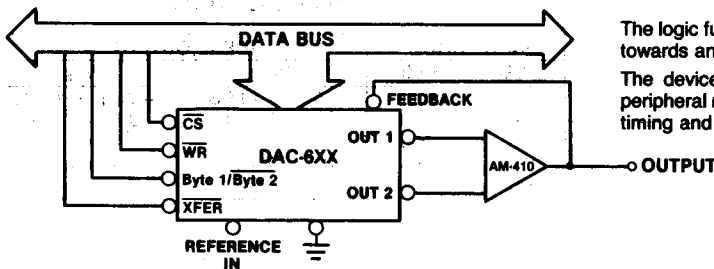 The logic fu
towards an
The device
peripheral r
timing and
DATA BUS
FEEDBACK
CS
WR
Byte 1/Byte 2
XFER
DAC-6XX
OUT 1
OUT 2
AM-410
OUTPUT
REFERENCE
IN